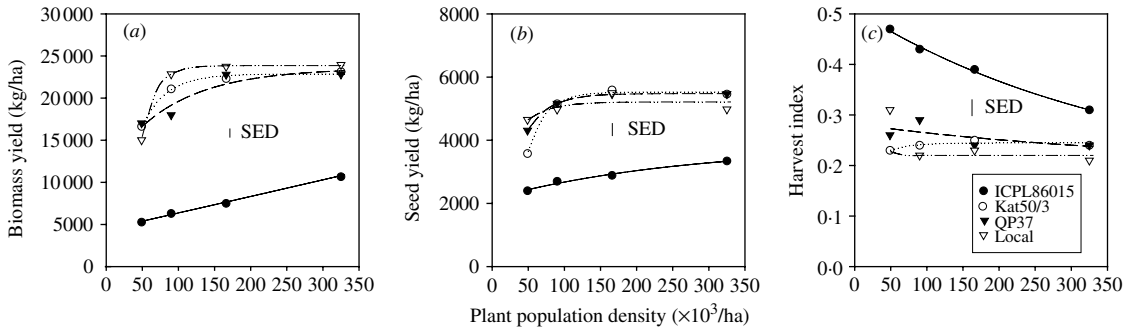 (a)
Biomass yield (kg/ha)
30 000
25 000
20 000
15 000
10 000
5000
0
SED
0 50 100 150 200 250 300 350
(b)
Seed yield (kg/ha)
8000
6000
4000
2000
0
SED
0 50 100 150 200 250 300 350
(c)
Harvest index
0·5
0·4
0·3
0·2
0·1
0·0
SED
ICPL86015
Kat50/3
QP37
Local
0 50 100 150 200 250 300 350
Plant population density (×10³/ha)